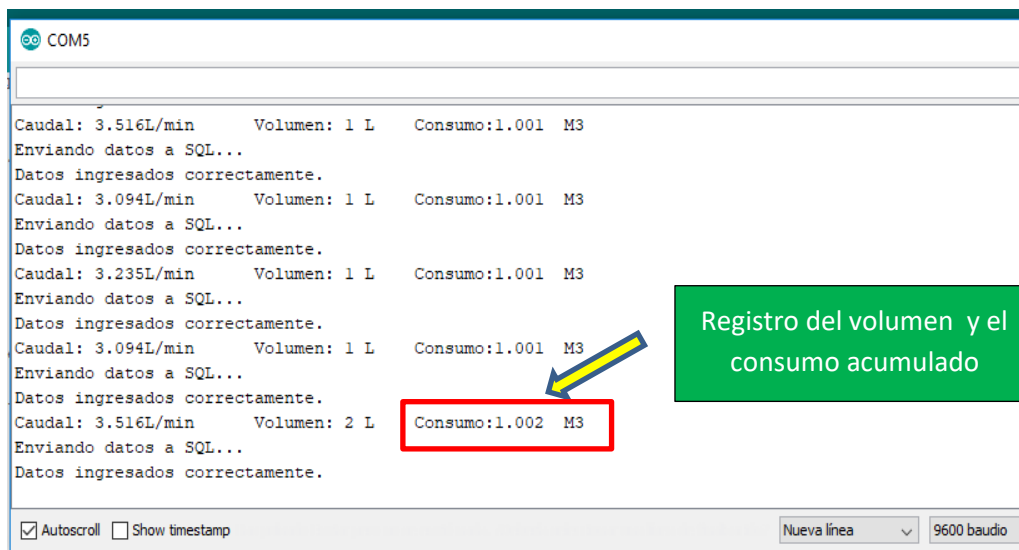 COM5
Caudal: 3.516L/min Volumen: 1 L Consumo:1.001 M3
Enviando datos a SQL...
Datos ingresados correctamente.
Caudal: 3.094L/min Volumen: 1 L Consumo:1.001 M3
Enviando datos a SQL...
Datos ingresados correctamente.
Caudal: 3.235L/min Volumen: 1 L Consumo:1.001 M3
Enviando datos a SQL...
Datos ingresados correctamente.
Caudal: 3.094L/min Volumen: 1 L Consumo:1.001 M3
Enviando datos a SQL...
Datos ingresados correctamente.
Caudal: 3.516L/min Volumen: 2 L Consumo:1.002 M3
Enviando datos a SQL...
Datos ingresados correctamente.
Registro del volumen y el
consumo acumulado
Autoscroll Show timestamp Nueva línea 9600 baudio